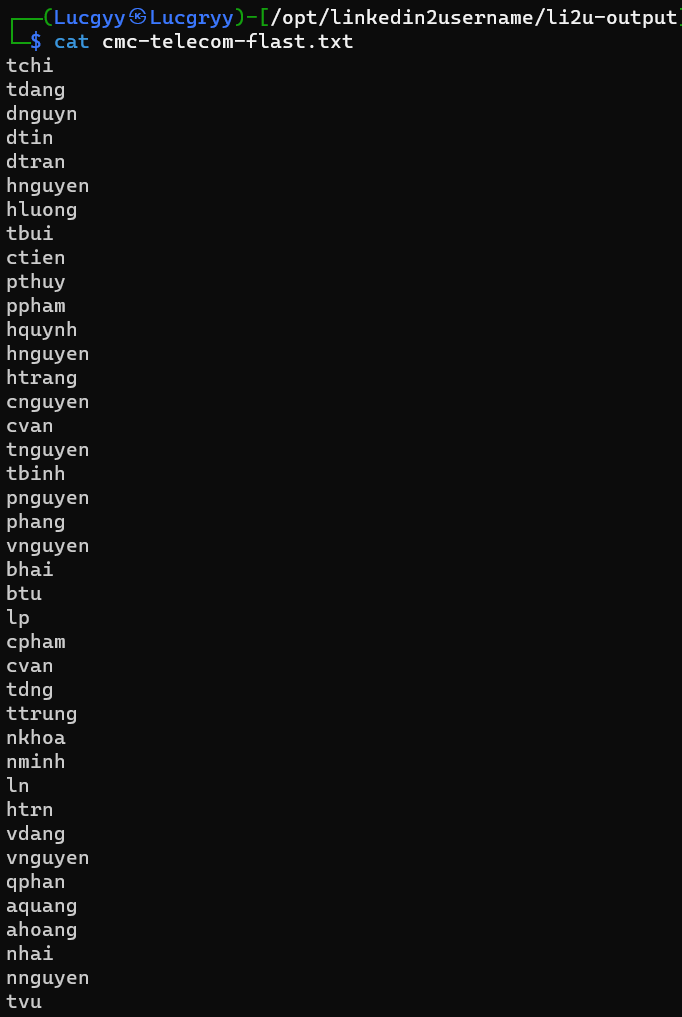 ┌──(Lucgyy㉿Lucgryy)-[/opt/linkedin2username/li2u-output]
└─$ cat cmc-telecom-flast.txt
tchi
tdang
dnguyn
dtin
dtran
hnguyen
hluong
tbui
ctien
pthuy
ppham
hquynh
hnguyen
htrang
cnguyen
cvan
tnguyen
tbinh
pnguyen
phang
vnguyen
bhai
btu
lp
cpham
cvan
tdng
ttrung
nkhoa
nminh
ln
htrn
vdang
vnguyen
qphan
aquang
ahoang
nhai
nnguyen
tvu